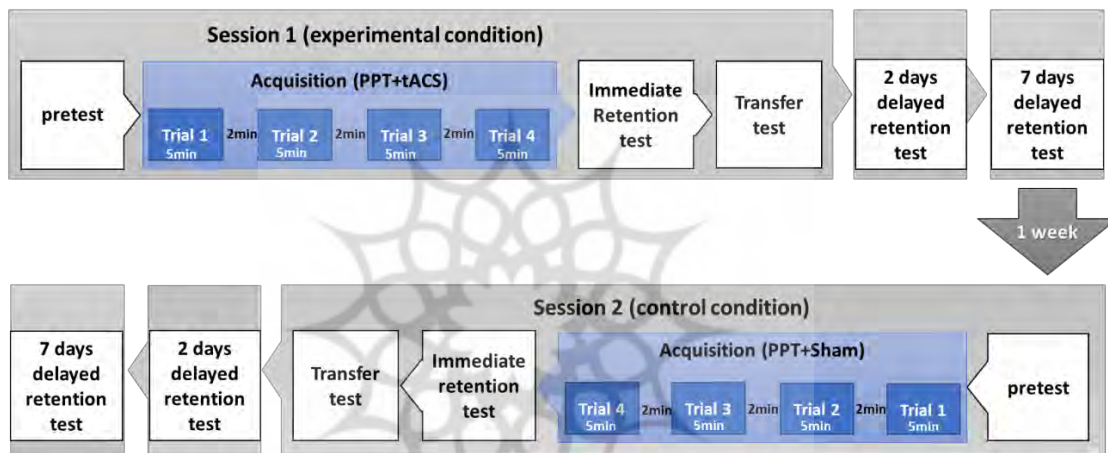 Session 1 (experimental condition)
pretest
Acquisition (PPT+tACS)
Trial 1
5min
2min
Trial 2
5min
2min
Trial 3
5min
2min
Trial 4
5min
Immediate
Retention
test
Transfer
test
2 days
delayed
retention
test
7 days
delayed
retention
test
1 week
Session 2 (control condition)
pretest
Acquisition (PPT+Sham)
Trial 1
5min
2min
Trial 2
5min
2min
Trial 3
5min
2min
Trial 4
5min
Immediate
retention
test
Transfer
test
2 days
delayed
retention
test
7 days
delayed
retention
test